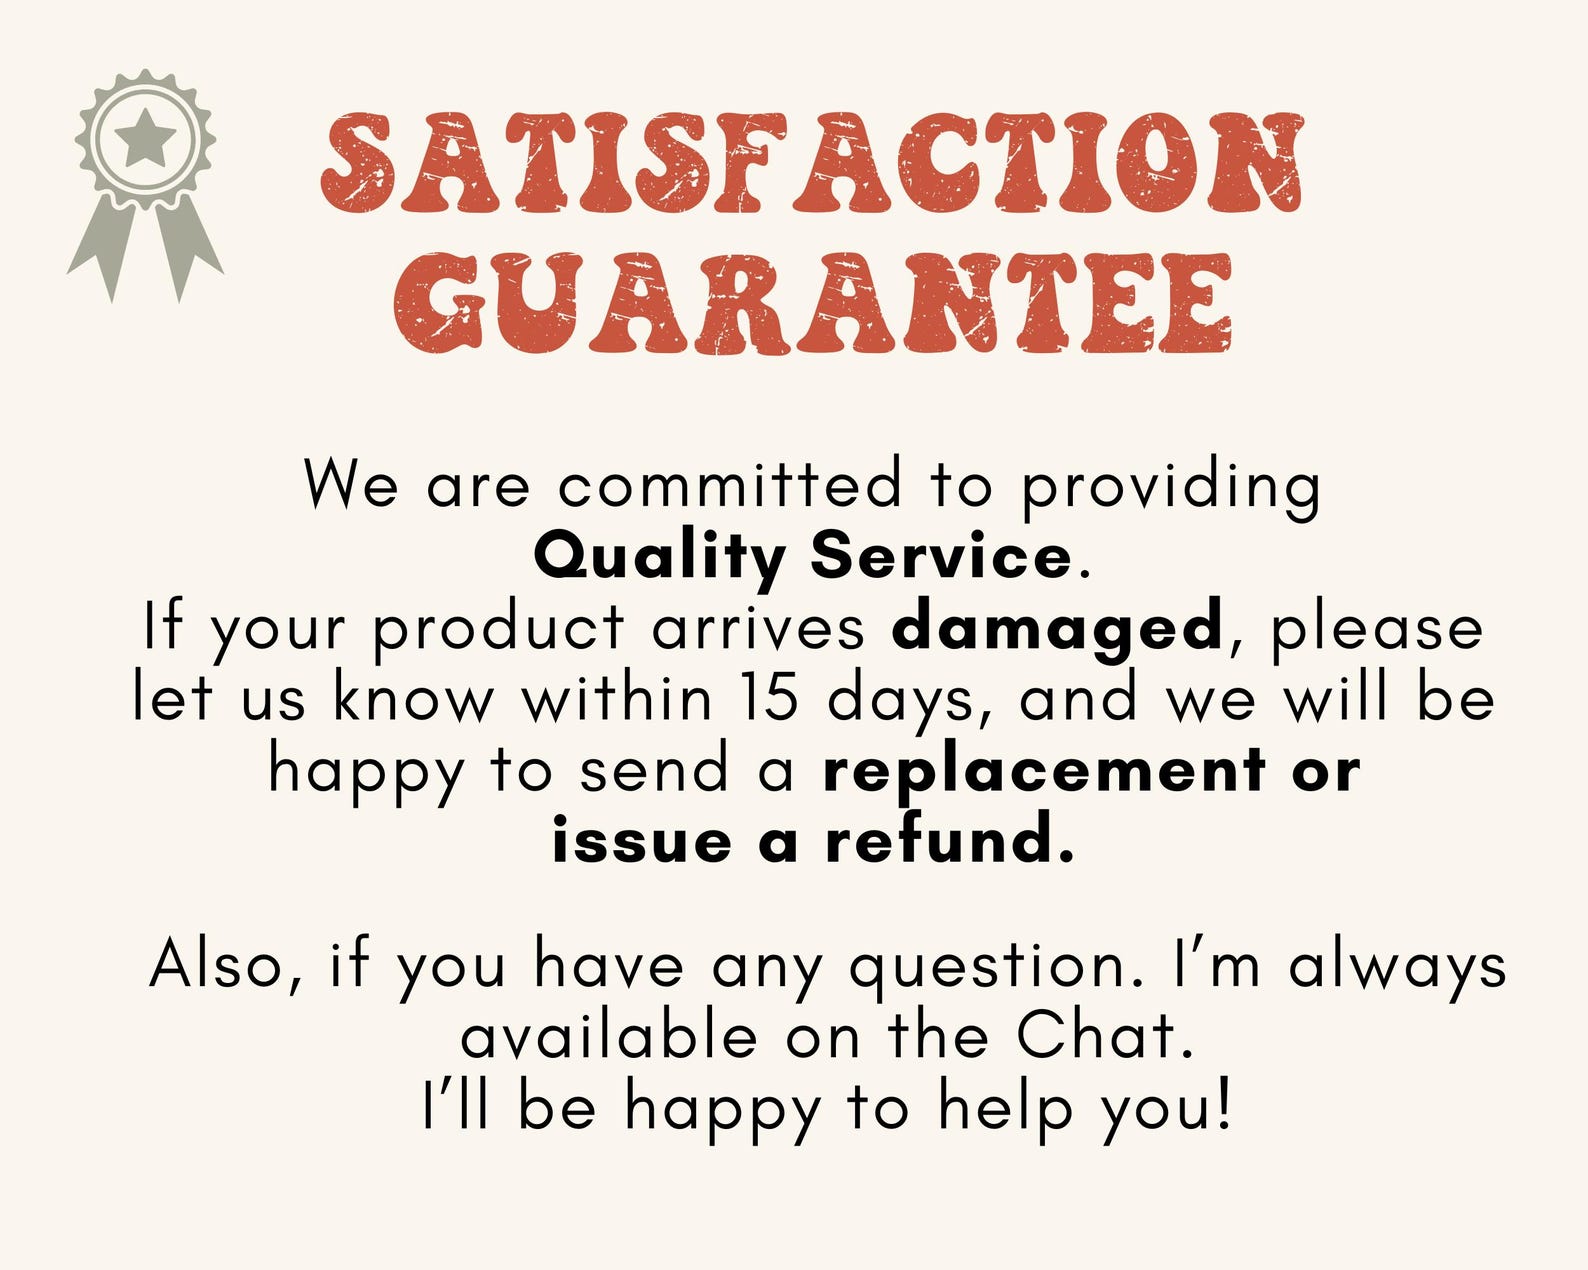 SATISFACTION
GUARANTEE
We are committed to providing
Quality Service.
If your product arrives damaged, please
let us know within 15 days, and we will be
happy to send a replacement or
issue a refund.
Also, if you have any question. I’m always
available on the Chat.
I’ll be happy to help you!